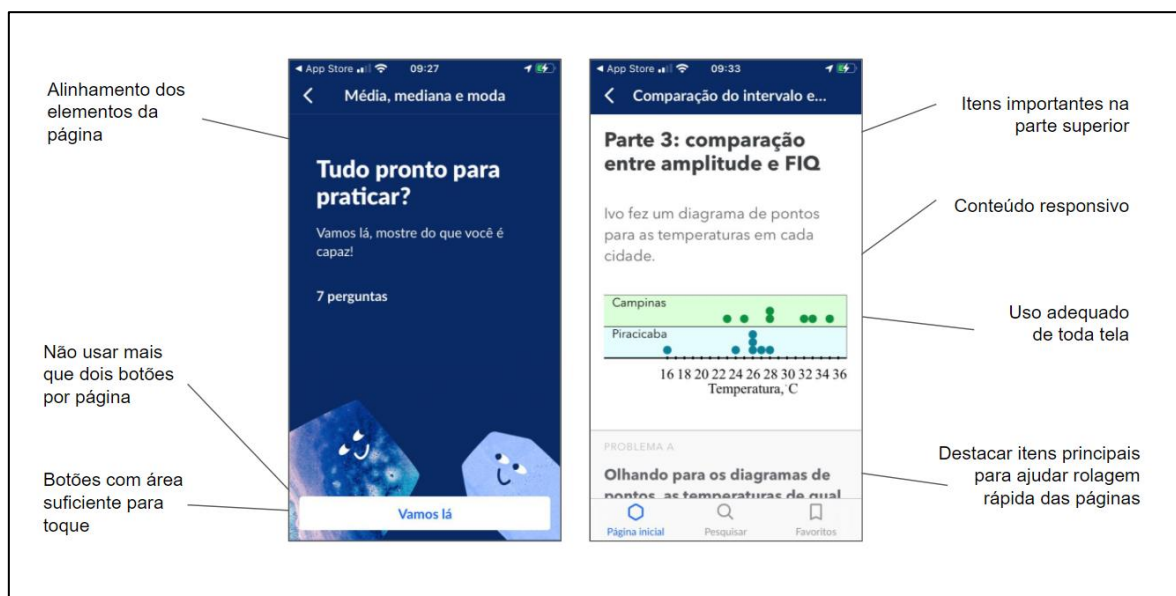 Alinhamento dos
elementos da
página
Não usar mais
que dois botões
por página
Botões com área
suficiente para
toque
App Store
09:27
Média, mediana e moda
Tudo pronto para
praticar?
Vamos lá, mostre do que você é
capaz!
7 perguntas
Vamos lá
App Store
09:33
Comparação do intervalo e...
Parte 3: comparação
entre amplitude e FIQ
Ivo fez um diagrama de pontos
para as temperaturas em cada
cidade.
Campinas
Piracicaba
16 18 20 22 24 26 28 30 32 34 36
Temperatura,°C
PROBLEMA A
Olhando para os diagramas de
pontos, as temperaturas de qual
Página inicial
Pesquisar
Favoritos
Itens importantes na
parte superior
Conteúdo responsivo
Uso adequado
de toda tela
Destacar itens principais
para ajudar rolagem
rápida das páginas